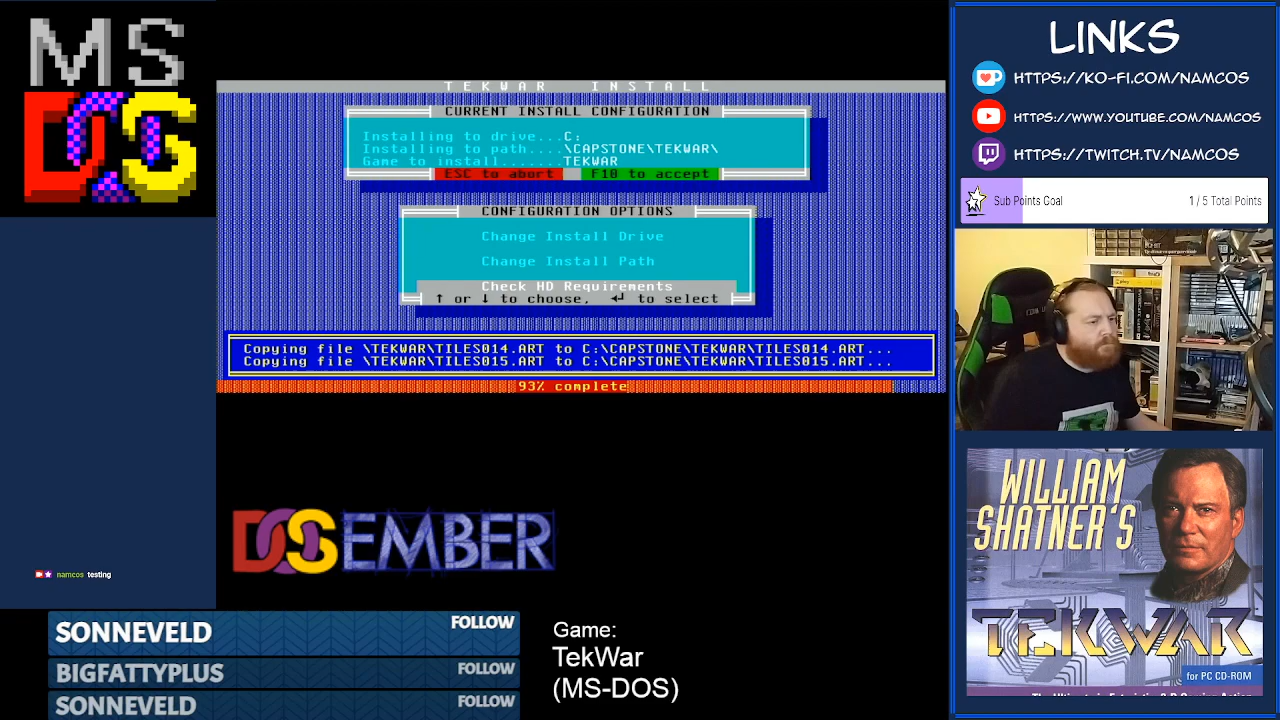 MS
DOS
TEKWAR INSTALL
CURRENT INSTALL CONFIGURATION
Installing to drive...C:
Installing to path....\CAPSTONE\TEKWAR\
Game to install.......TEKWAR
ESC to abort F10 to accept
CONFIGURATION OPTIONS
Change Install Drive
Change Install Path
Check HD Requirements
↑ or ↓ to choose, ↵ to select
Copying file \TEKWAR\TILES014.ART to C:\CAPSTONE\TEKWAR\TILES014.ART...
Copying file \TEKWAR\TILES015.ART to C:\CAPSTONE\TEKWAR\TILES015.ART...
93% complete
DOSEMBER
namcos testing
SONNEVELD FOLLOW
BIGFATTYPLUS FOLLOW
SONNEVELD FOLLOW
Game:
TekWar
(MS-DOS)
LINKS
HTTPS://KO-FI.COM/NAMCOS
HTTPS://WWW.YOUTUBE.COM/NAMCOS
HTTPS://TWITCH.TV/NAMCOS
Sub Points Goal 1 / 5 Total Points
WILLIAM
SHATNER'S
TEKWAR
for PC CD-ROM